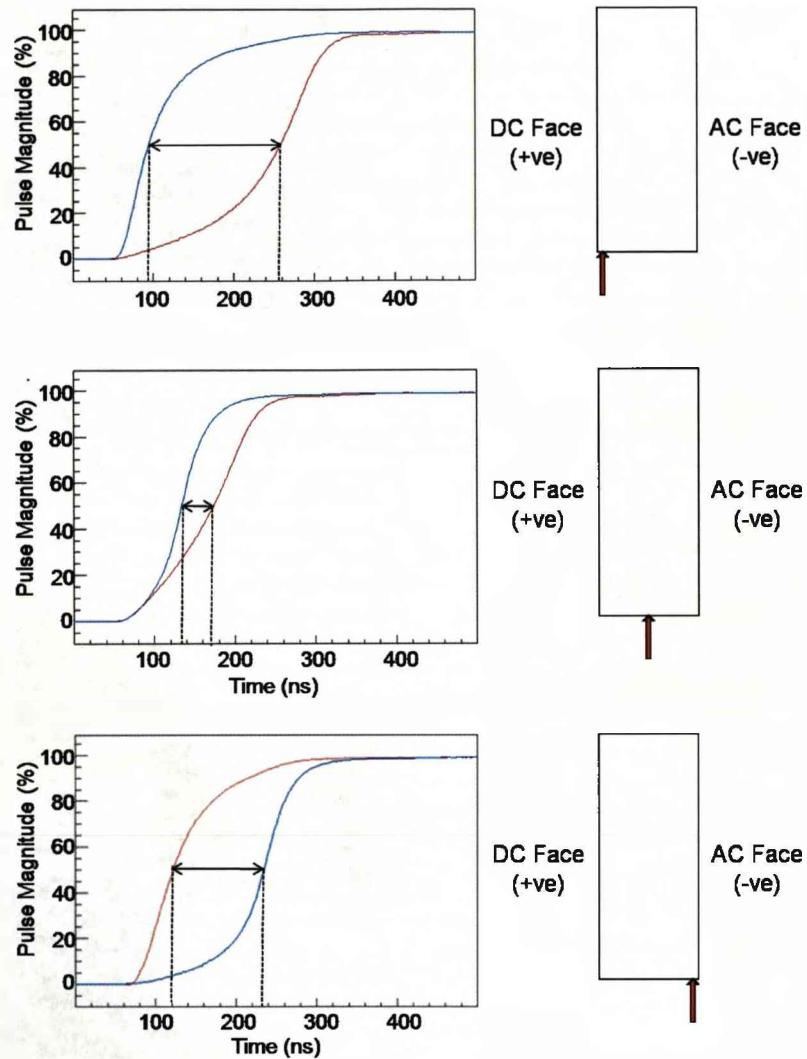 Pulse Magnitude (%)
100
80
60
40
20
0
100 200 300 400
DC Face
(+ve)
AC Face
(-ve)
Pulse Magnitude (%)
100
80
60
40
20
0
100 200 300 400
Time (ns)
DC Face
(+ve)
AC Face
(-ve)
Pulse Magnitude (%)
100
80
60
40
20
0
100 200 300 400
Time (ns)
DC Face
(+ve)
AC Face
(-ve)